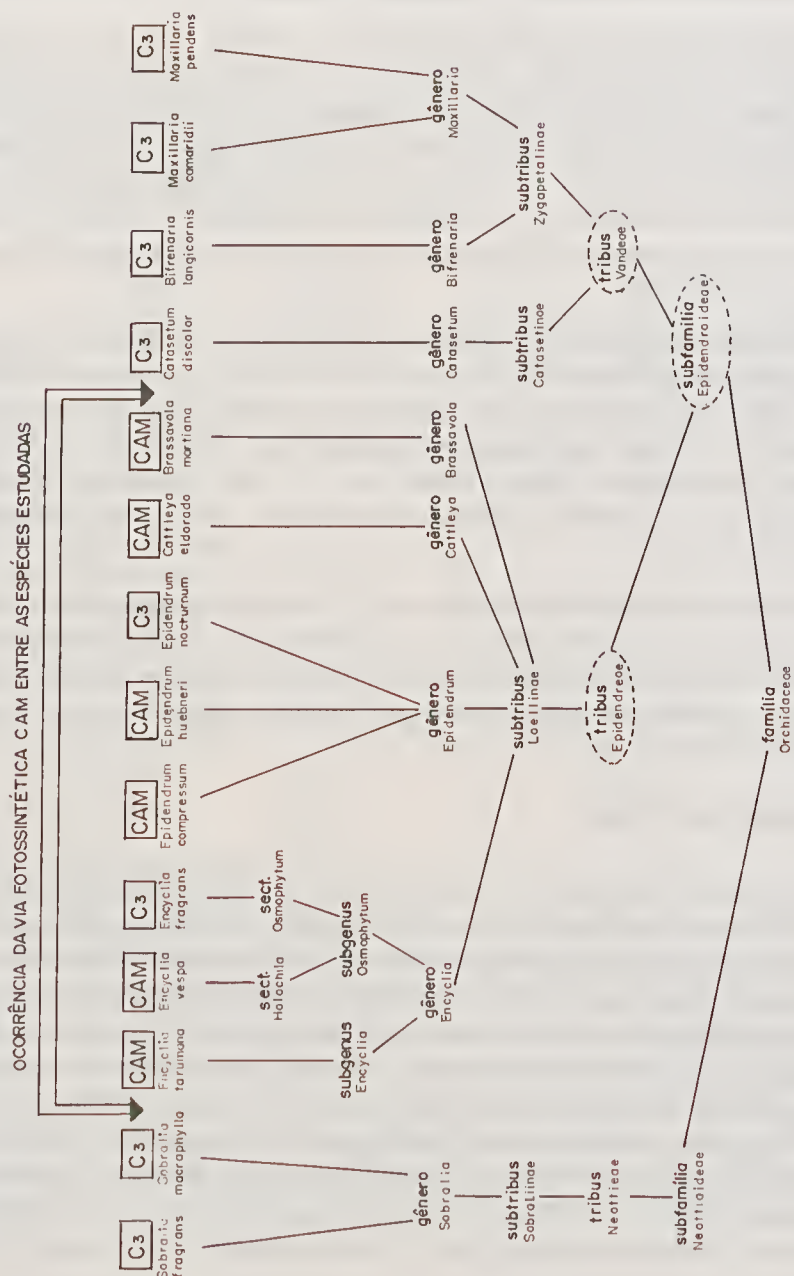 OCORRÊNCIA DA VIA FOTOSSINTÉTICA CAM ENTRE AS ESPÉCIES ESTUDADAS
C3
Sobralia
fragrans
C3
Sobralia
macraphylla
CAM
Encyclia
tarumana
CAM
Encyclia
vespa
C3
Encyclia
fragrans
CAM
Epidendrum
compressum
CAM
Epidendrum
huebneri
C3
Epidendrum
nocturnum
CAM
Cattleya
eldorado
CAM
Brassavola
martiana
C3
Catasetum
discolor
C3
Bifrenaria
longicornis
C3
Maxillaria
camaridii
C3
Maxillaria
pendens
sect.
Holochila
sect.
Osmophytum
subgenus
Encyclia
subgenus
Osmophytum
gênero
Sobralia
gênero
Encyclia
gênero
Epidendrum
gênero
Cattleya
gênero
Brassavola
gênero
Catasetum
gênero
Bifrenaria
gênero
Maxillaria
subtribus
Sobraliinae
subtribus
Laeliinae
subtribus
Catasetinae
subtribus
Zygopetalinae
tribus
Neottieae
tribus
Epidendreae
tribus
Vandeae
subfamília
Neottioideae
subfamília
Epidendroideae
família
Orchidaceae